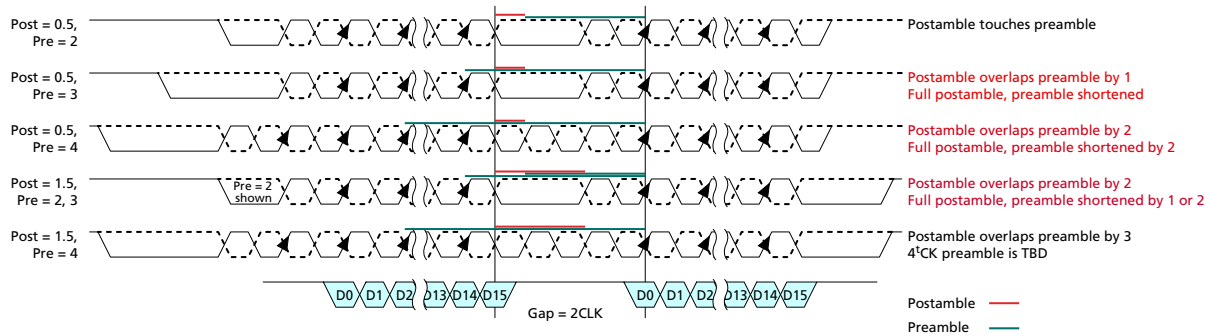 Post = 0.5,
Pre = 2
Postamble touches preamble
Post = 0.5,
Pre = 3
Postamble overlaps preamble by 1
Full postamble, preamble shortened
Post = 0.5,
Pre = 4
Postamble overlaps preamble by 2
Full postamble, preamble shortened by 2
Post = 1.5,
Pre = 2, 3
Pre = 2
shown
Postamble overlaps preamble by 2
Full postamble, preamble shortened by 1 or 2
Post = 1.5,
Pre = 4
Postamble overlaps preamble by 3
4tCK preamble is TBD
D0 D1 D2 D13 D14 D15 D0 D1 D2 D13 D14 D15
Gap = 2CLK
Postamble
Preamble